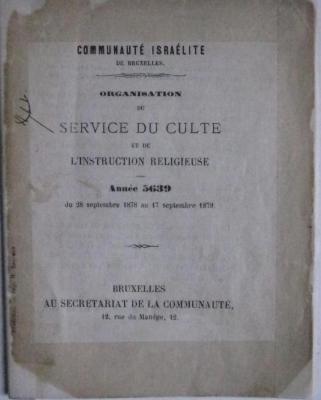 COMMUNAUTÉ ISRAÉLITE
DE BRUXELLES.
ORGANISATION
DU
SERVICE DU CULTE
ET DE
L'INSTRUCTION RELIGIEUSE
Année 5639
du 28 septembre 1878 au 17 septembre 1879
BRUXELLES
AU SECRÉTARIAT DE LA COMMUNAUTÉ,
12, rue du Manége, 12.